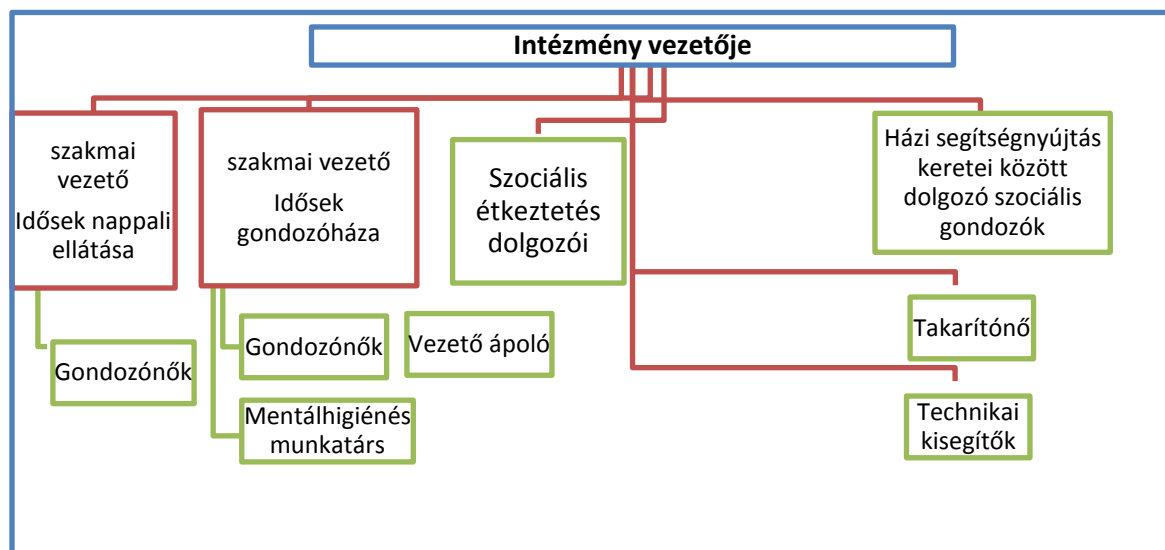 Intézmény vezetője
szakmai
vezető
Idősek nappali
ellátása
szakmai vezető
Idősek
gondozóháza
Szociális
étkeztetés
dolgozói
Házi segítségnyújtás
keretei között
dolgozó szociális
gondozók
Gondozónők
Gondozónők
Vezető ápoló
Takarítónő
Mentálhigiénés
munkatárs
Technikai
kisegítők